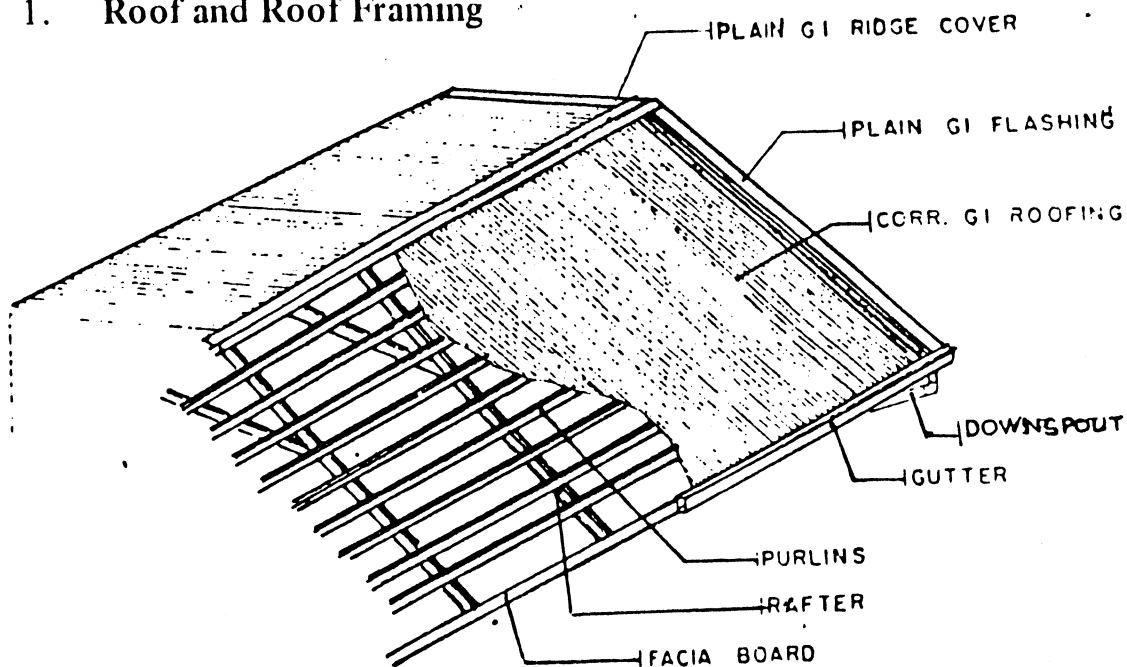 1. Roof and Roof Framing
PLAIN GI RIDGE COVER
PLAIN GI FLASHING
CORR. GI ROOFING
DOWNSPOUT
GUTTER
PURLINS
RAFTER
FACIA BOARD